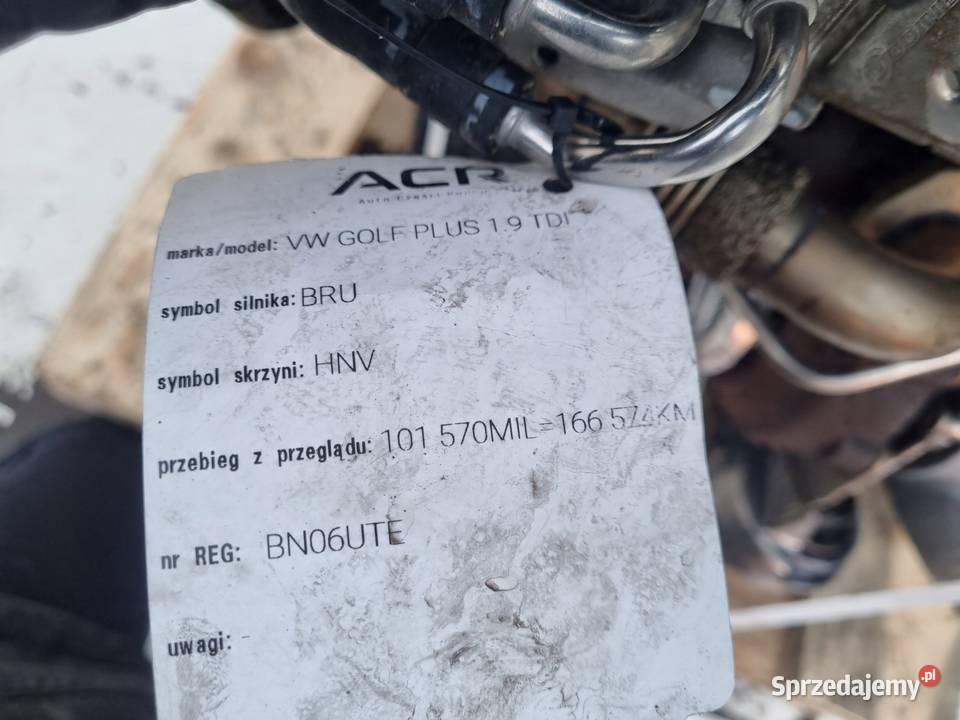 ACR
marka/model: VW GOLF PLUS 1.9 TDI
symbol silnika: BRU
symbol skrzyni: HNV
przebieg z przeglądu: 101 570MIL=166 574KM
nr REG: BN06UTE
uwagi: -
Sprzedajemy.pl